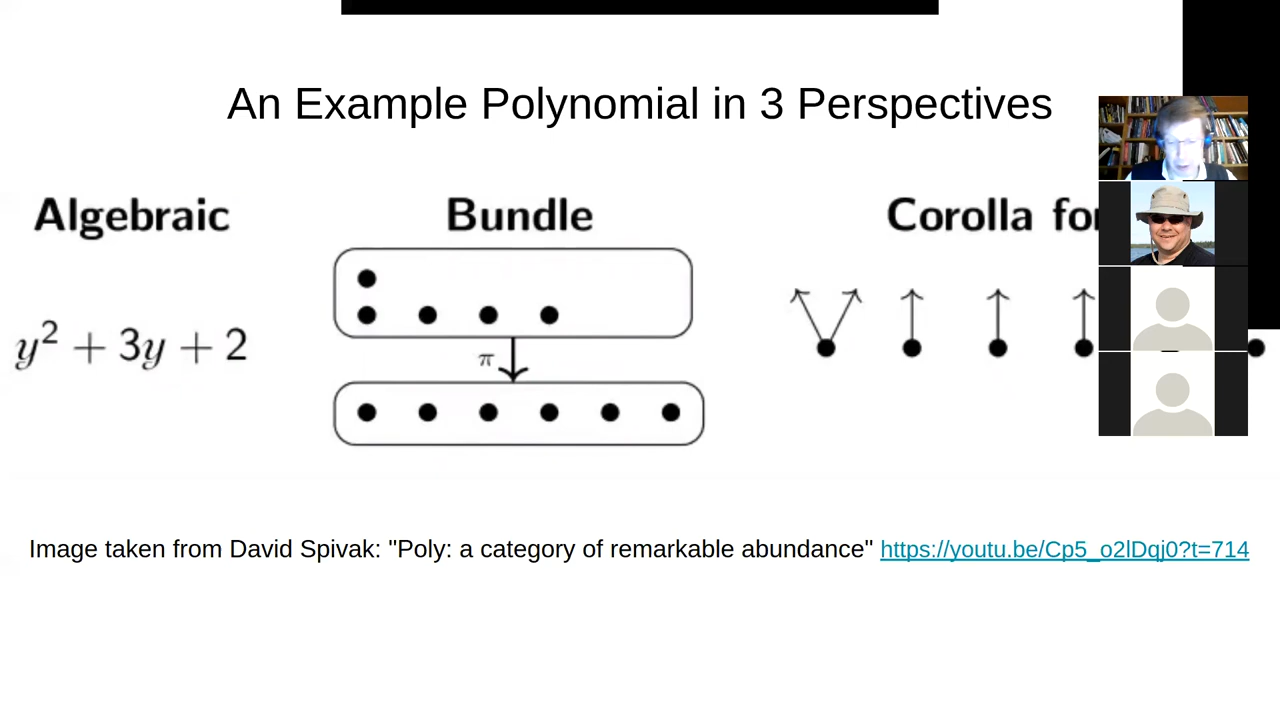 An Example Polynomial in 3 Perspectives
Algebraic
Bundle
Corolla
y² + 3y + 2
π
Image taken from David Spivak: "Poly: a category of remarkable abundance" https://youtu.be/Cp5_o2lDqj0?t=714